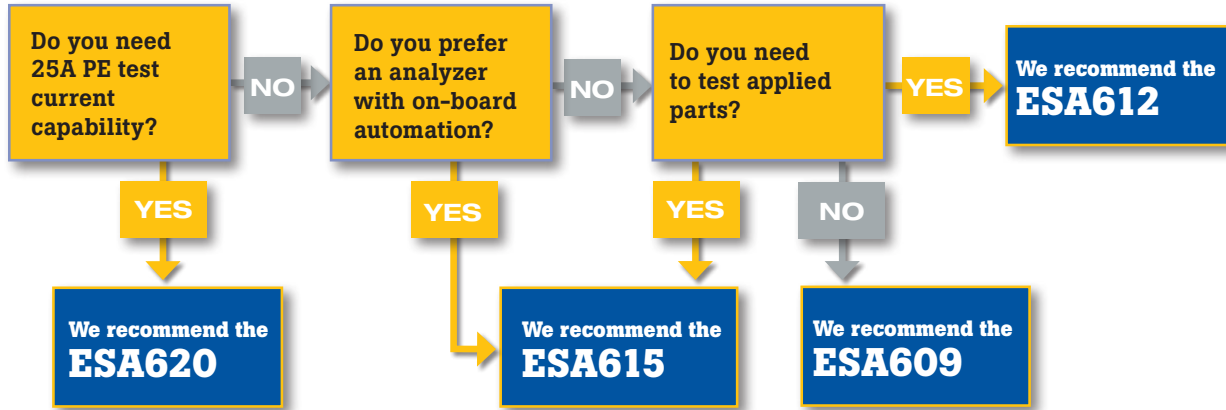 Do you need
25A PE test
current
capability?
NO
Do you prefer
an analyzer
with on-board
automation?
NO
Do you need
to test applied
parts?
YES
We recommend the
ESA612
YES
YES
YES
NO
We recommend the
ESA620
We recommend the
ESA615
We recommend the
ESA609